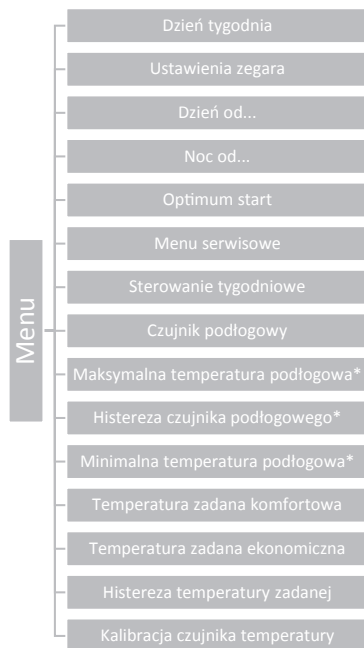 Menu
Dzień tygodnia
Ustawienia zegara
Dzień od...
Noc od...
Optimum start
Menu serwisowe
Sterowanie tygodniowe
Czujnik podłogowy
Maksymalna temperatura podłogowa*
Histereza czujnika podłogowego*
Minimalna temperatura podłogowa*
Temperatura zadana komfortowa
Temperatura zadana ekonomiczna
Histereza temperatury zadanej
Kalibracja czujnika temperatury